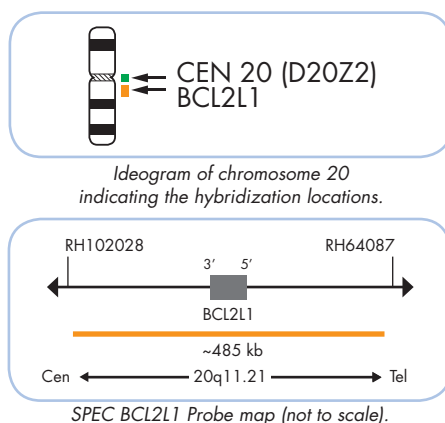 CEN 20 (D20Z2)
BCL2L1
Ideogram of chromosome 20
indicating the hybridization locations.
RH102028
RH64087
3’ 5’
BCL2L1
~485 kb
Cen 20q11.21 Tel
SPEC BCL2L1 Probe map (not to scale).